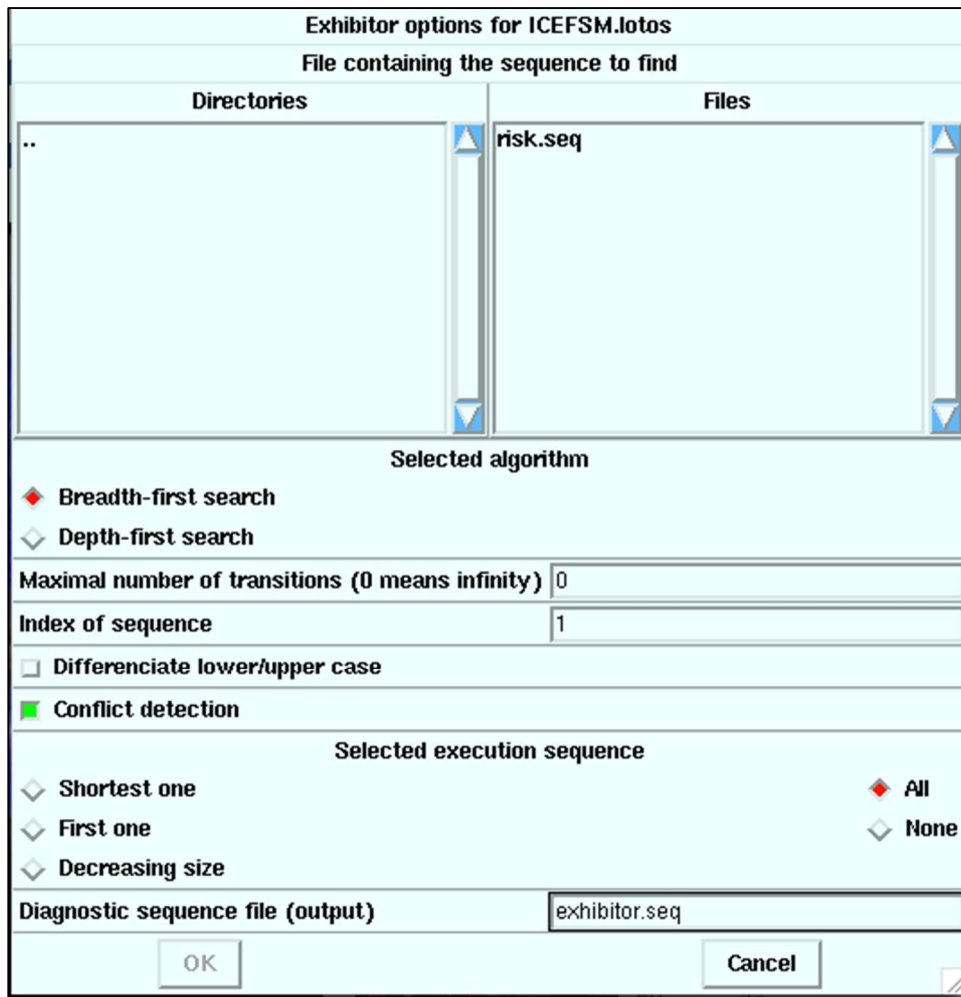 Exhibitor options for ICEFSM.lotos
File containing the sequence to find
Directories
Files
..
risk.seq
Selected algorithm
Breadth-first search
Depth-first search
Maximal number of transitions (0 means infinity) 0
Index of sequence 1
Differenciate lower/upper case
Conflict detection
Selected execution sequence
Shortest one
All
First one
None
Decreasing size
Diagnostic sequence file (output) exhibitor.seq
OK
Cancel